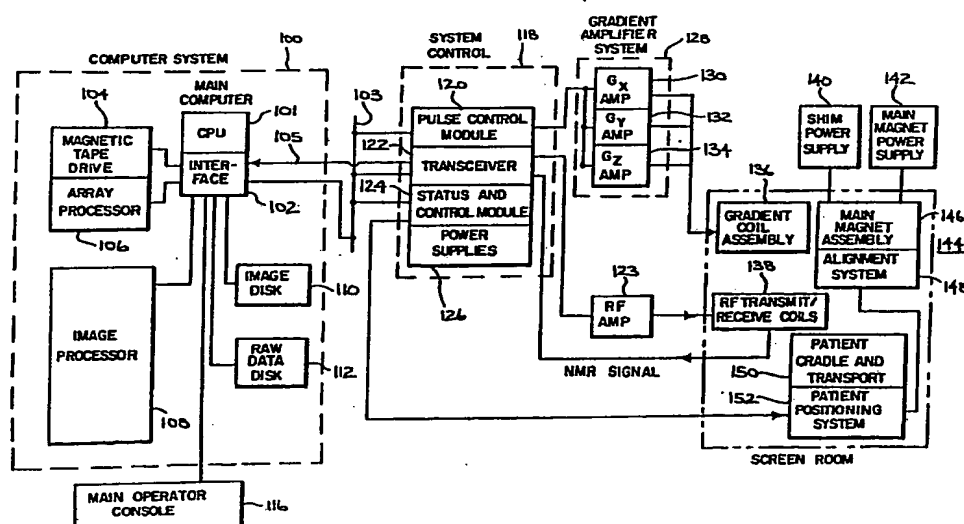 COMPUTER SYSTEM
100
MAIN
COMPUTER
104
MAGNETIC
TAPE
DRIVE
ARRAY
PROCESSOR
106
CPU
INTER-
FACE
101
102
103
105
IMAGE
PROCESSOR
108
IMAGE
DISK
110
RAW
DATA
DISK
112
MAIN OPERATOR
CONSOLE
116
SYSTEM
CONTROL
118
120
PULSE CONTROL
MODULE
122
TRANSCEIVER
124
STATUS AND
CONTROL MODULE
POWER
SUPPLIES
126
GRADIENT
AMPLIFIER
SYSTEM
128
GX
AMP
130
GY
AMP
132
GZ
AMP
134
123
RF
AMP
NMR SIGNAL
140
SHIM
POWER
SUPPLY
142
MAIN
MAGNET POWER
SUPPLY
136
GRADIENT
COIL
ASSEMBLY
MAIN
MAGNET
ASSEMBLY
146
144
ALIGNMENT
SYSTEM
148
138
RF TRANSMIT/
RECEIVE COILS
PATIENT
CRADLE AND
TRANSPORT
150
152
PATIENT
POSITIONING
SYSTEM
SCREEN ROOM